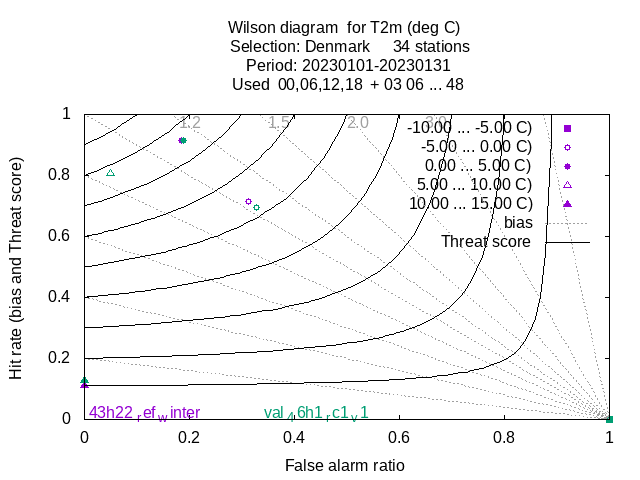 Wilson diagram for T2m (deg C)
Selection: Denmark 34 stations
Period: 20230101-20230131
Used 00,06,12,18 + 03 06 ... 48
Hit rate (bias and Threat score)
1
0.8
0.6
0.4
0.2
0
1.2
1.5
2.0
3.0
-10.00 ... -5.00 C)
-5.00 ... 0.00 C)
0.00 ... 5.00 C)
5.00 ... 10.00 C)
10.00 ... 15.00 C)
bias
Threat score
43h22refwinter
val46h1rc1v1
0 0.2 0.4 0.6 0.8 1
False alarm ratio